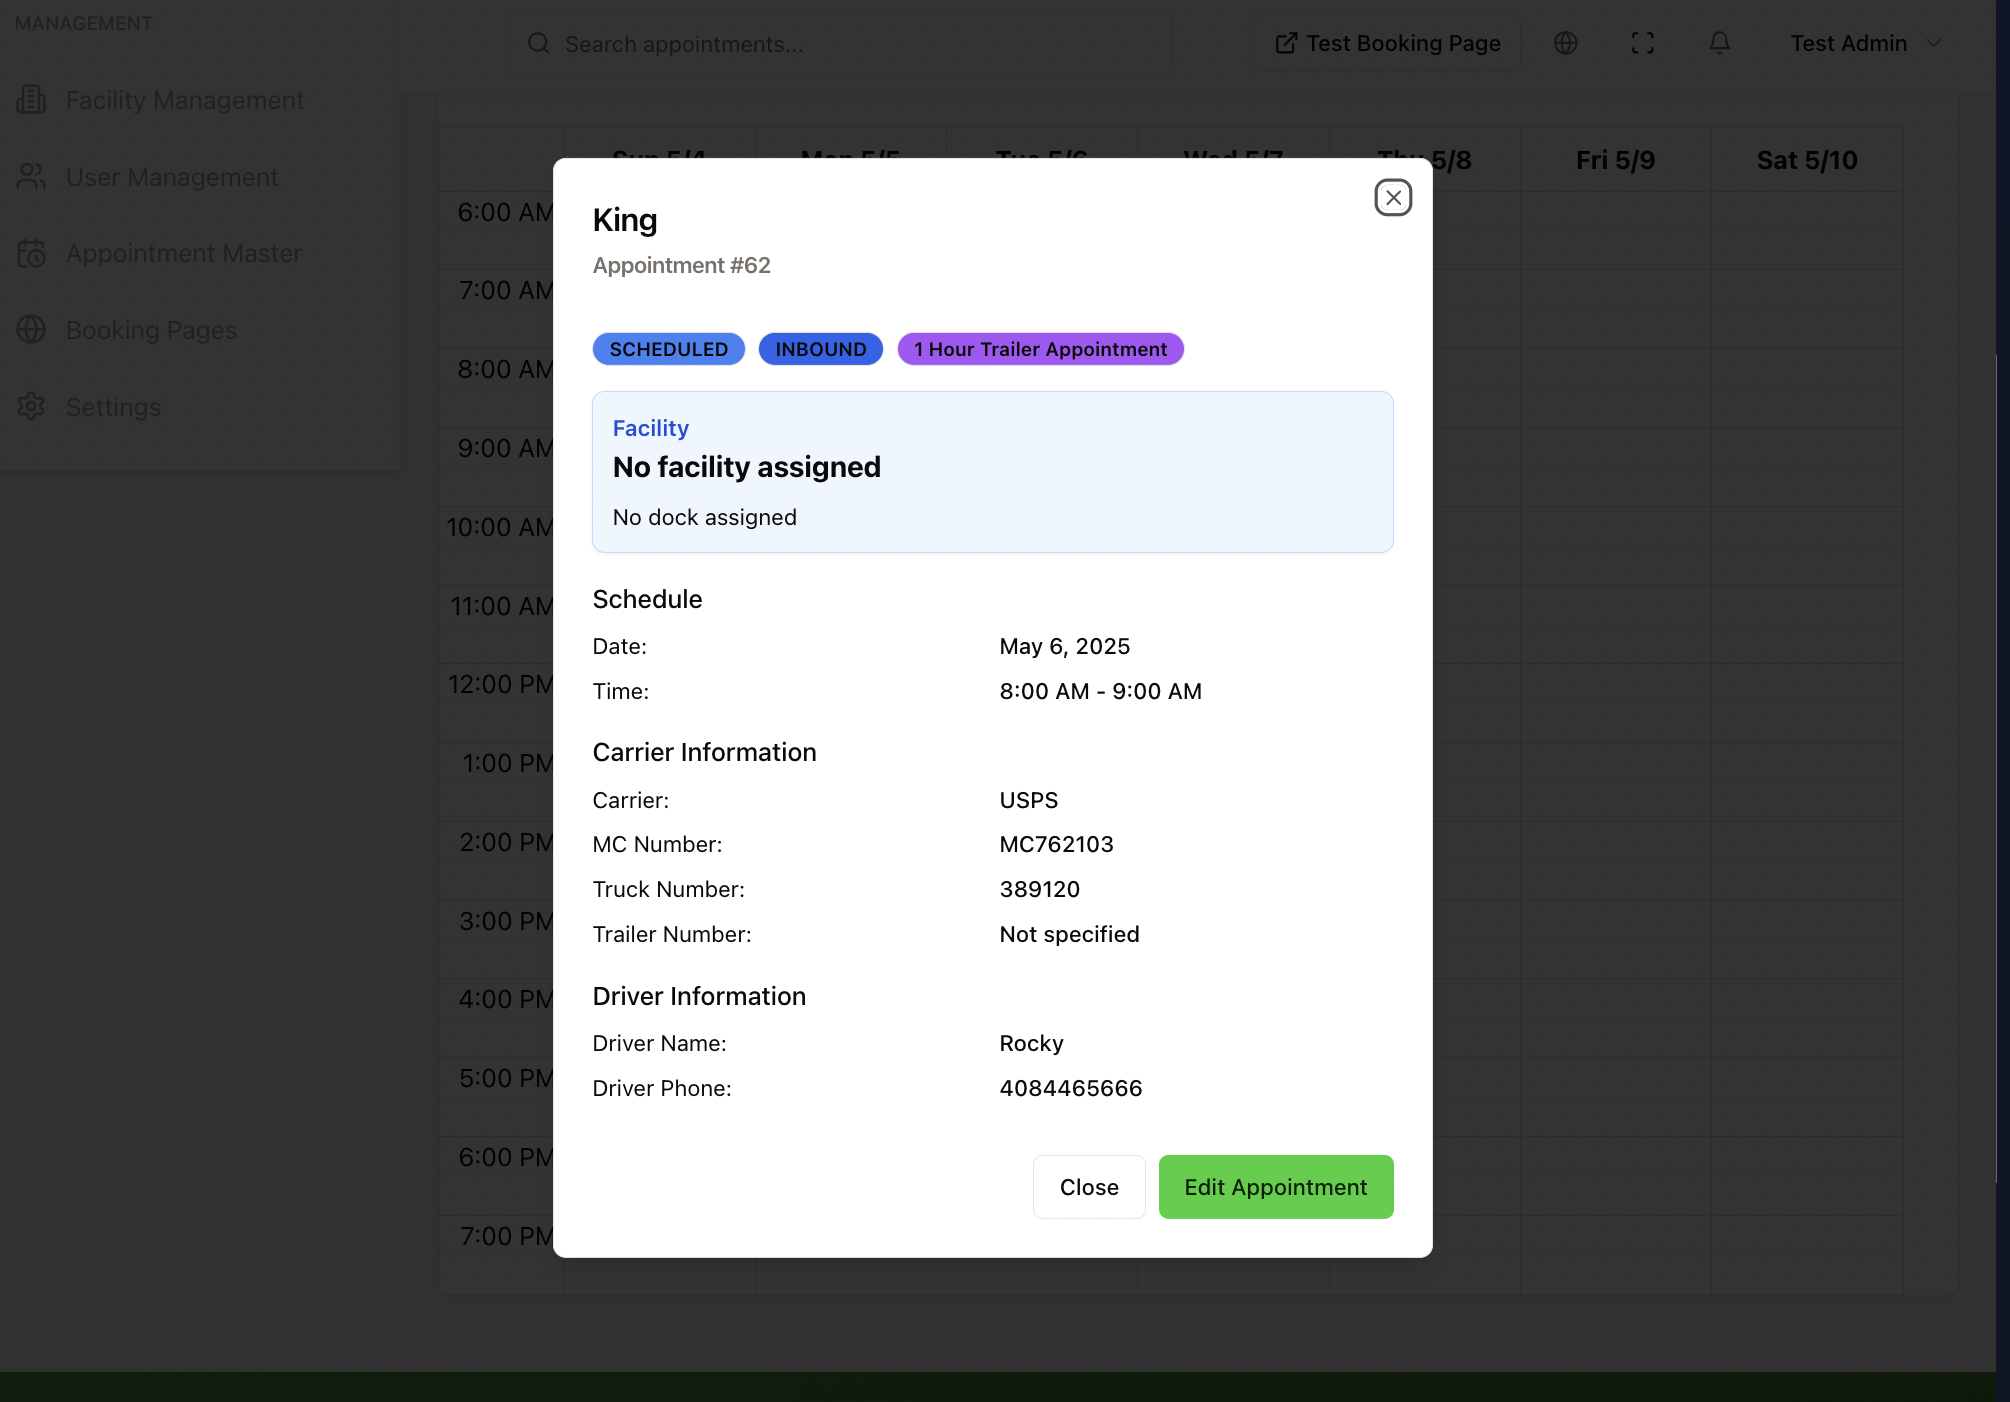 MANAGEMENT
Search appointments...
Test Booking Page
Test Admin
Facility Management
User Management
Appointment Master
Booking Pages
Settings
Sun 5/4 Mon 5/5 Tue 5/6 Wed 5/7 Thu 5/8 Fri 5/9 Sat 5/10
6:00 AM
7:00 AM
8:00 AM
9:00 AM
10:00 AM
11:00 AM
12:00 PM
1:00 PM
2:00 PM
3:00 PM
4:00 PM
5:00 PM
6:00 PM
7:00 PM
King
Appointment #62
SCHEDULED INBOUND 1 Hour Trailer Appointment
Facility
No facility assigned
No dock assigned
Schedule
Date: May 6, 2025
Time: 8:00 AM - 9:00 AM
Carrier Information
Carrier: USPS
MC Number: MC762103
Truck Number: 389120
Trailer Number: Not specified
Driver Information
Driver Name: Rocky
Driver Phone: 4084465666
Close Edit Appointment